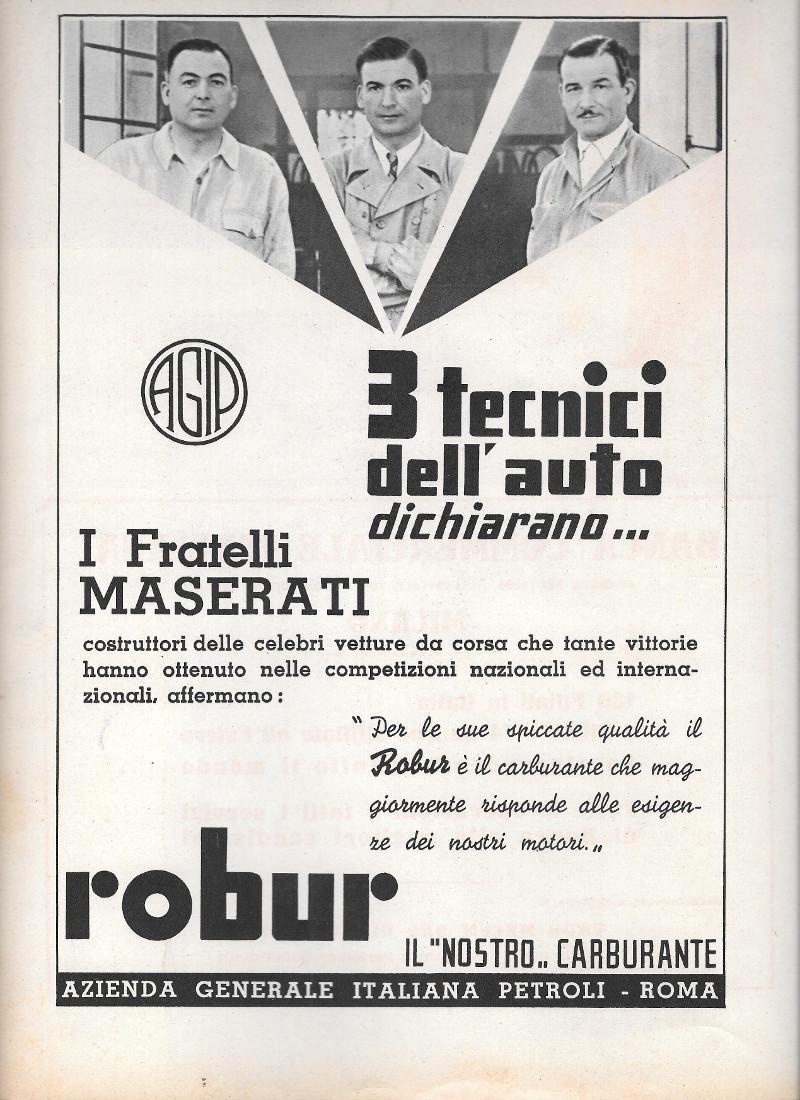 AGIP
3 tecnici
dell'auto
dichiarano...
I Fratelli
MASERATI
costruttori delle celebri vetture da corsa che tante vittorie
hanno ottenuto nelle competizioni nazionali ed interna-
zionali, affermano:
“Per le sue spiccate qualità il
Robur è il carburante che mag-
giormente risponde alle esigen-
ze dei nostri motori.„
robur
IL "NOSTRO„ CARBURANTE
AZIENDA GENERALE ITALIANA PETROLI - ROMA